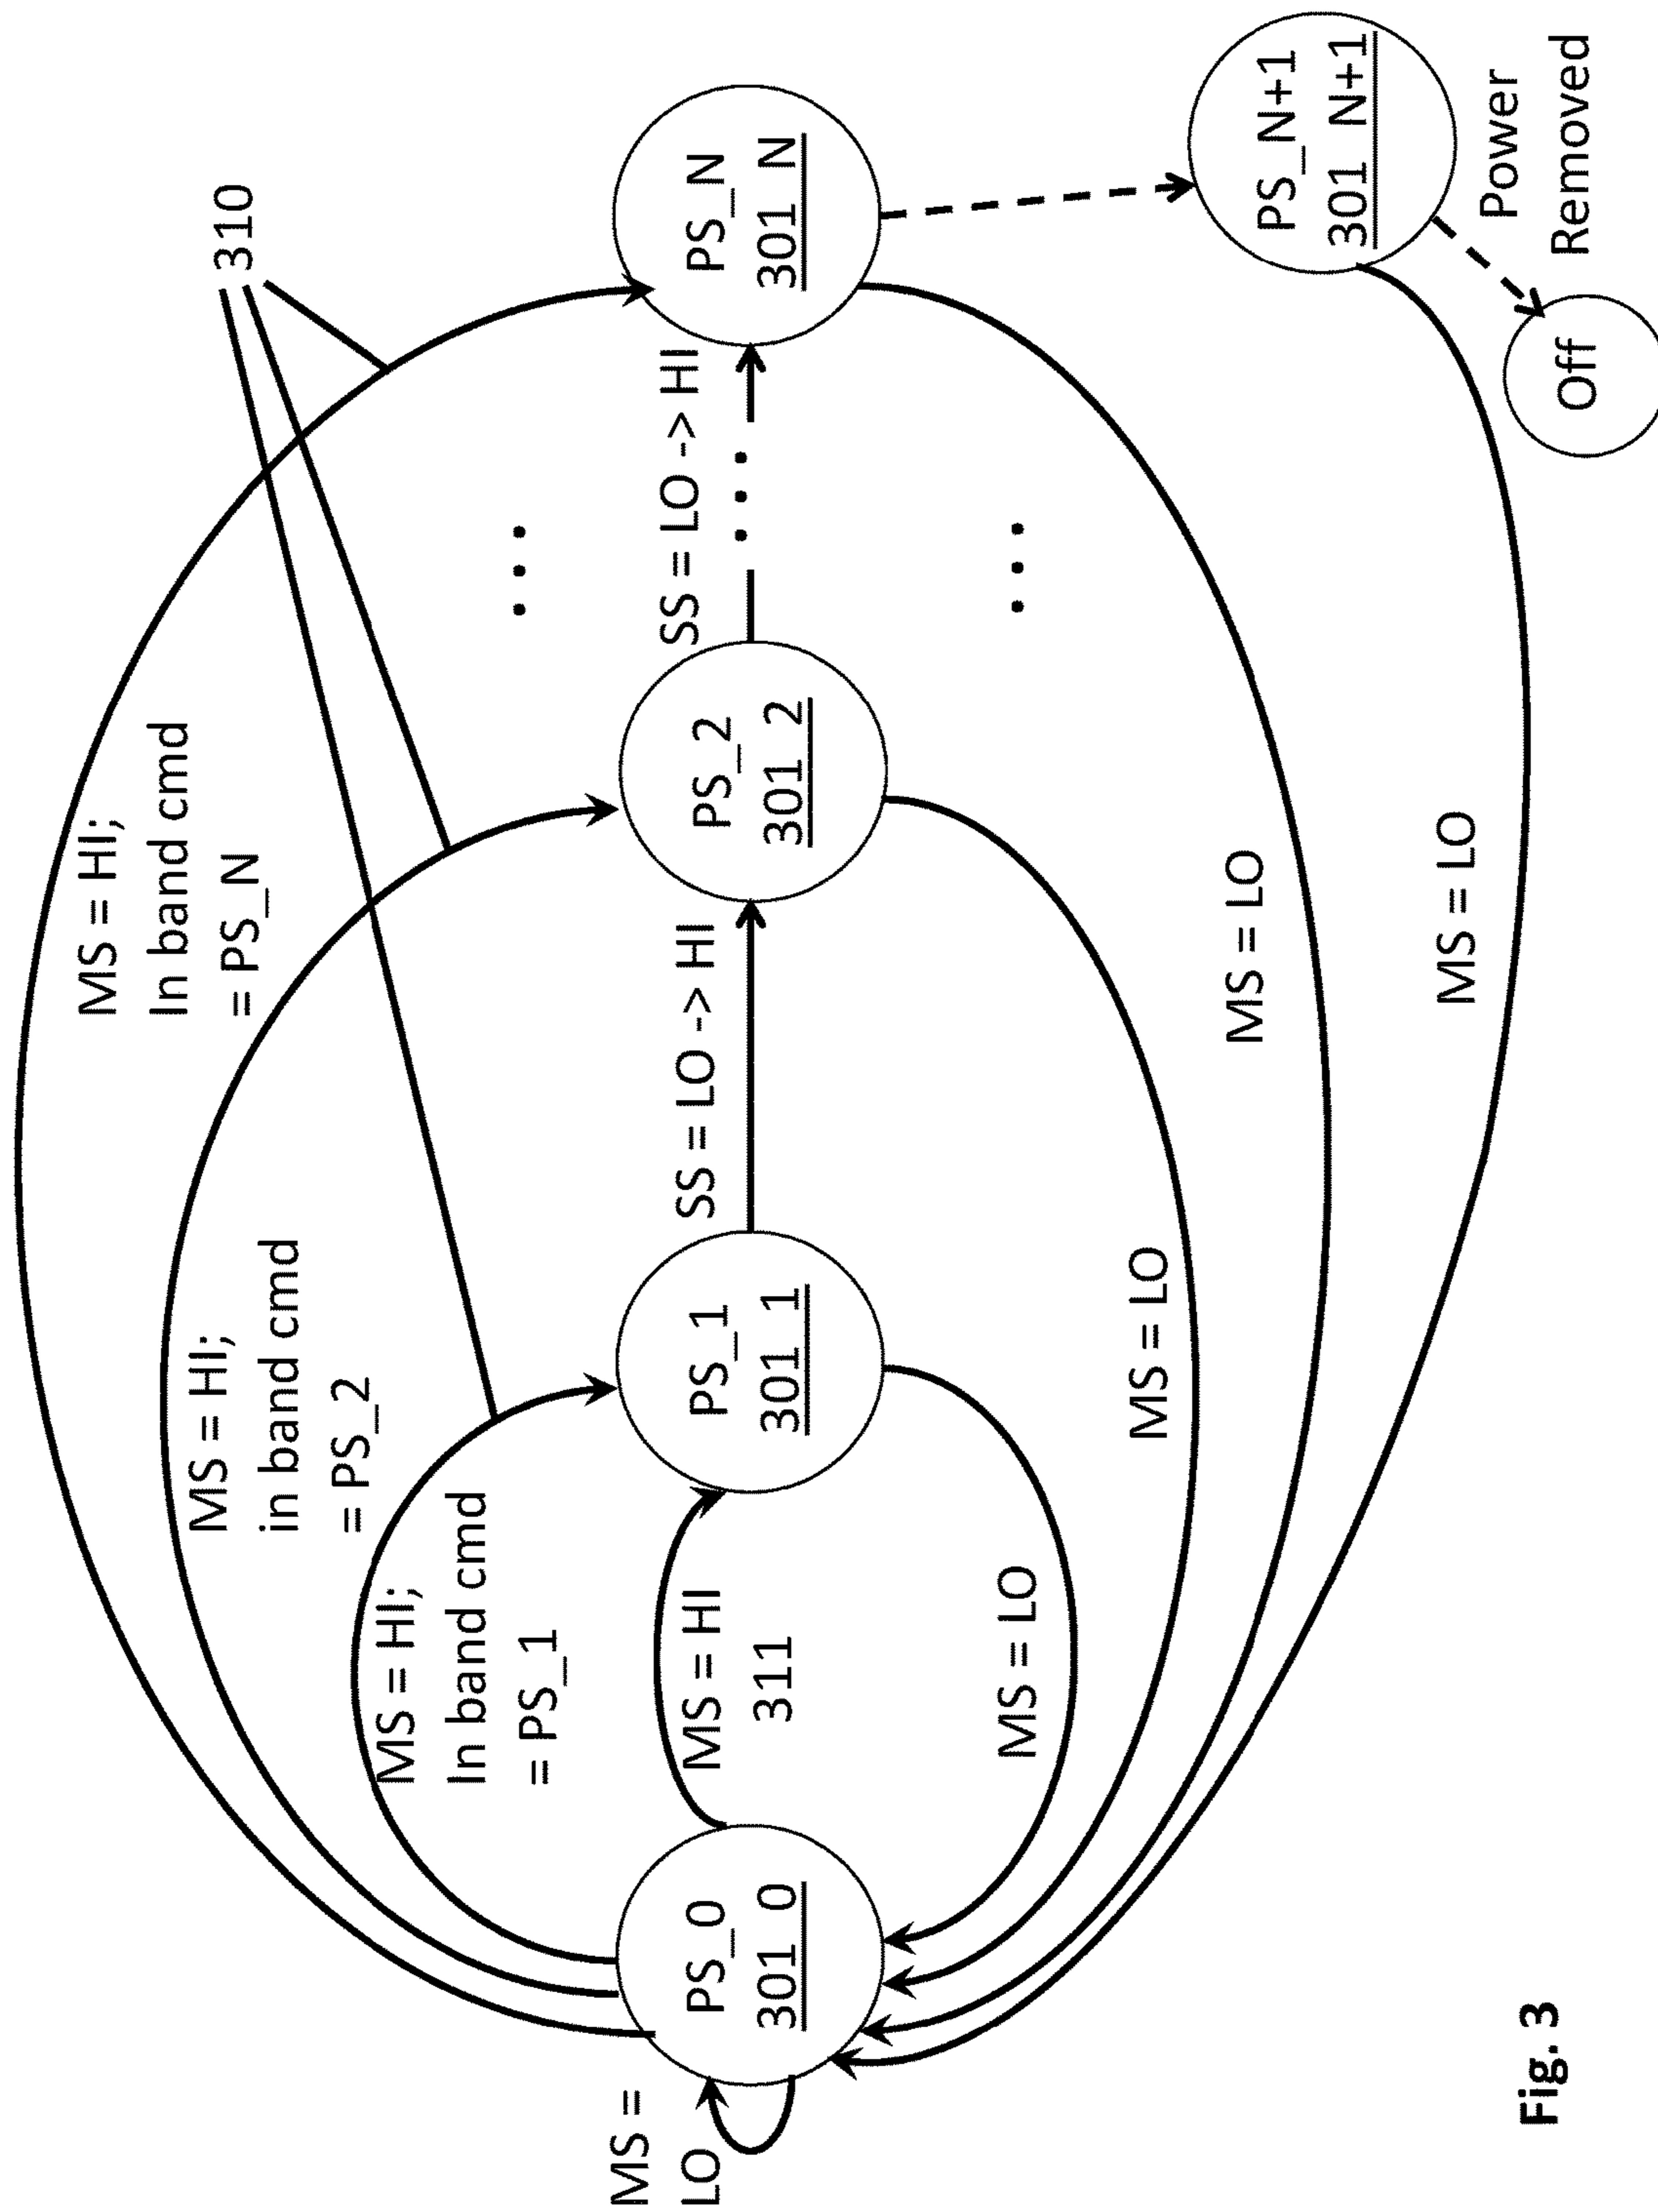 310
MS = HI;
In band cmd
= PS_N
MS = HI;
in band cmd
= PS_2
MS = HI;
In band cmd
= PS_1
MS =
LO
PS_0
301_0
MS = HI
311
PS_1
301_1
SS = LO -> HI
PS_2
301_2
SS = LO -> HI
PS_N
301_N
...
...
...
MS = LO
MS = LO
MS = LO
MS = LO
PS_N+1
301_N+1
Power
Removed
Off
Fig. 3